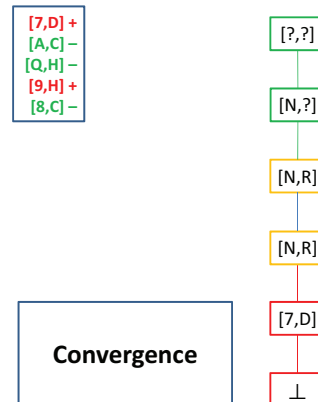 [7,D] +
[A,C] –
[Q,H] –
[9,H] +
[8,C] –
[?,?]
[N,?]
[N,R]
[N,R]
[7,D]
⊥
Convergence